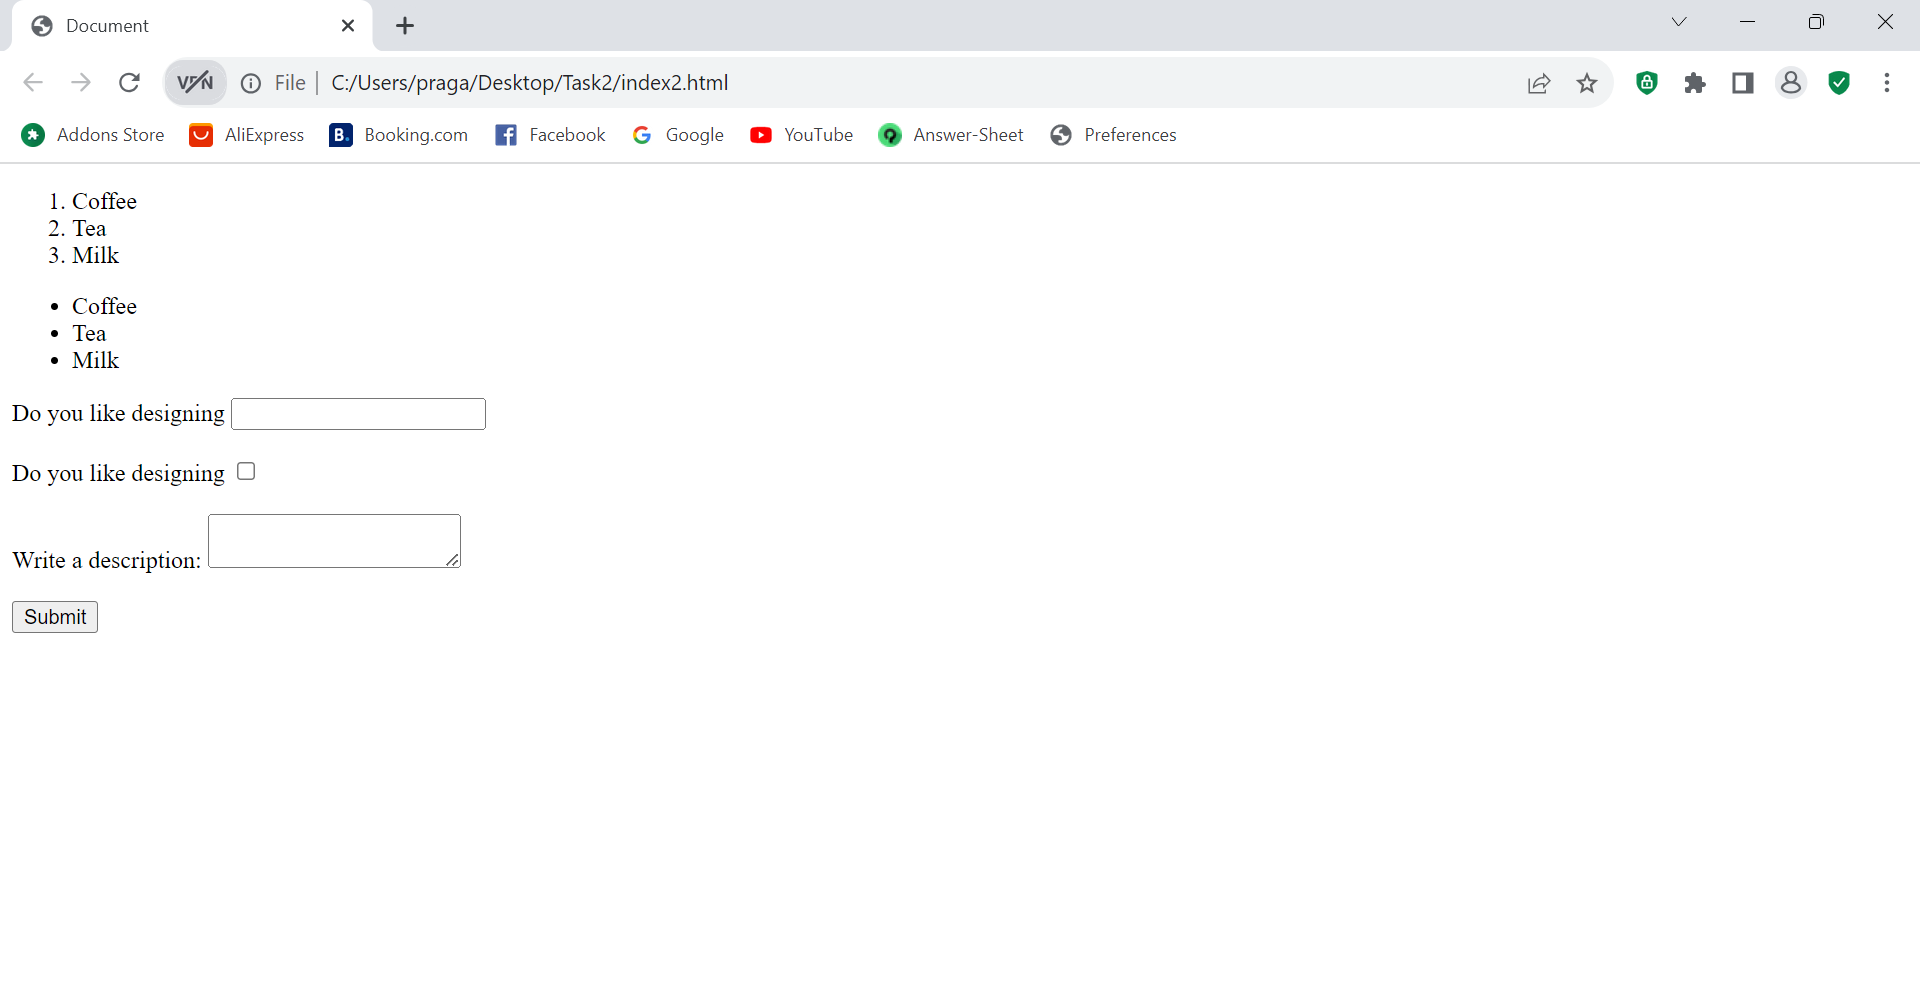 Document
VPN File C:/Users/praga/Desktop/Task2/index2.html
Addons Store AliExpress B. Booking.com Facebook Google YouTube Answer-Sheet Preferences
1. Coffee
2. Tea
3. Milk
• Coffee
• Tea
• Milk
Do you like designing
Do you like designing
Write a description:
Submit